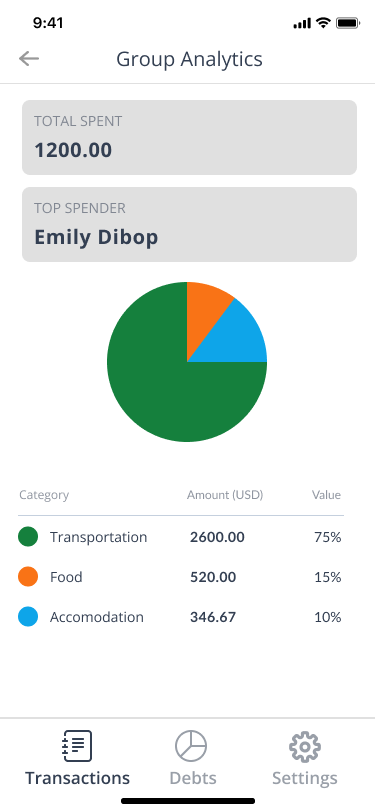 9:41
Group Analytics
TOTAL SPENT
1200.00
TOP SPENDER
Emily Dibop
Category Amount (USD) Value
Transportation 2600.00 75%
Food 520.00 15%
Accomodation 346.67 10%
Transactions Debts Settings